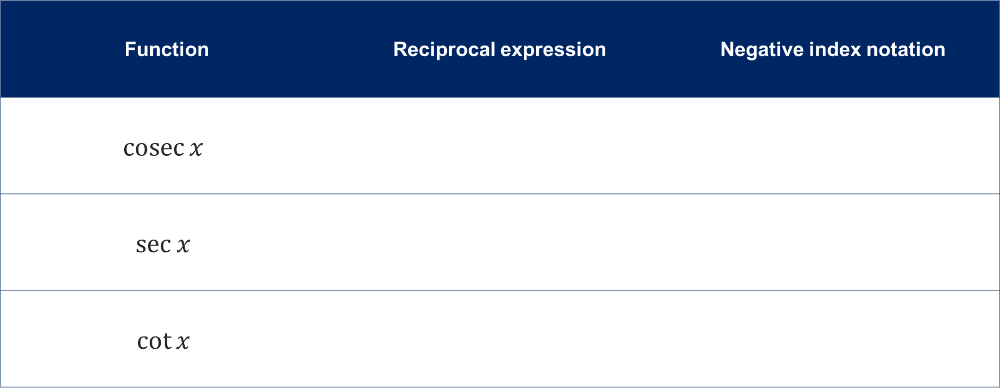 Function Reciprocal expression Negative index notation
cosec x
sec x
cot x